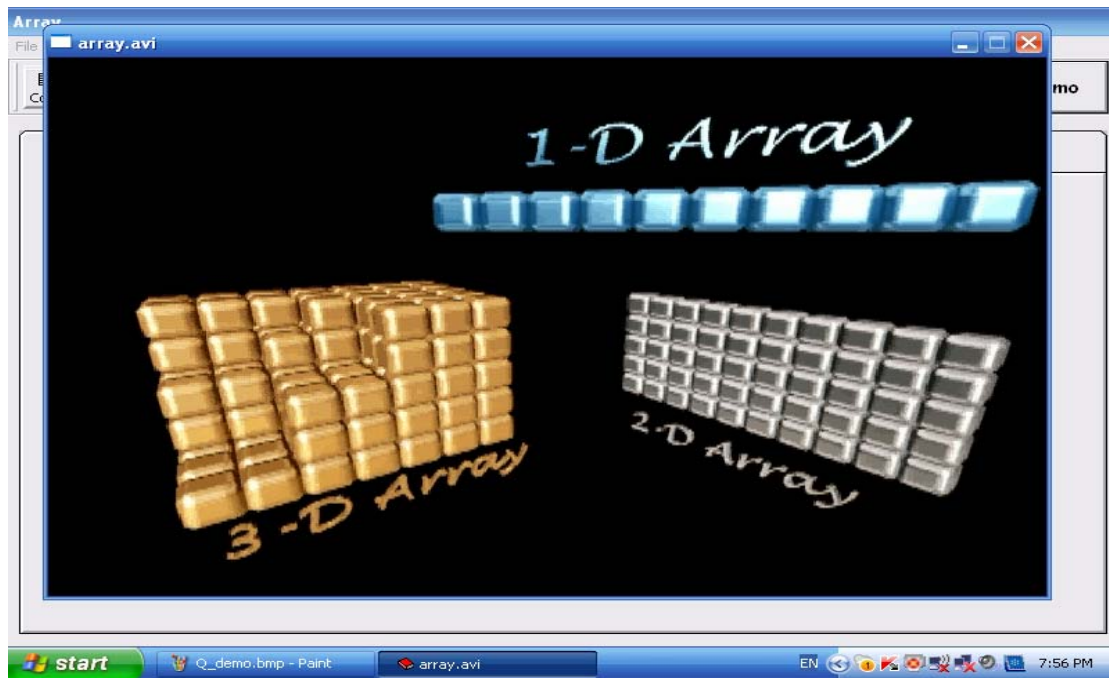 Array
File
array.avi
Co
mo
1-D Array
2-D Array
3-D Array
start
Q_demo.bmp - Paint
array.avi
EN
7:56 PM